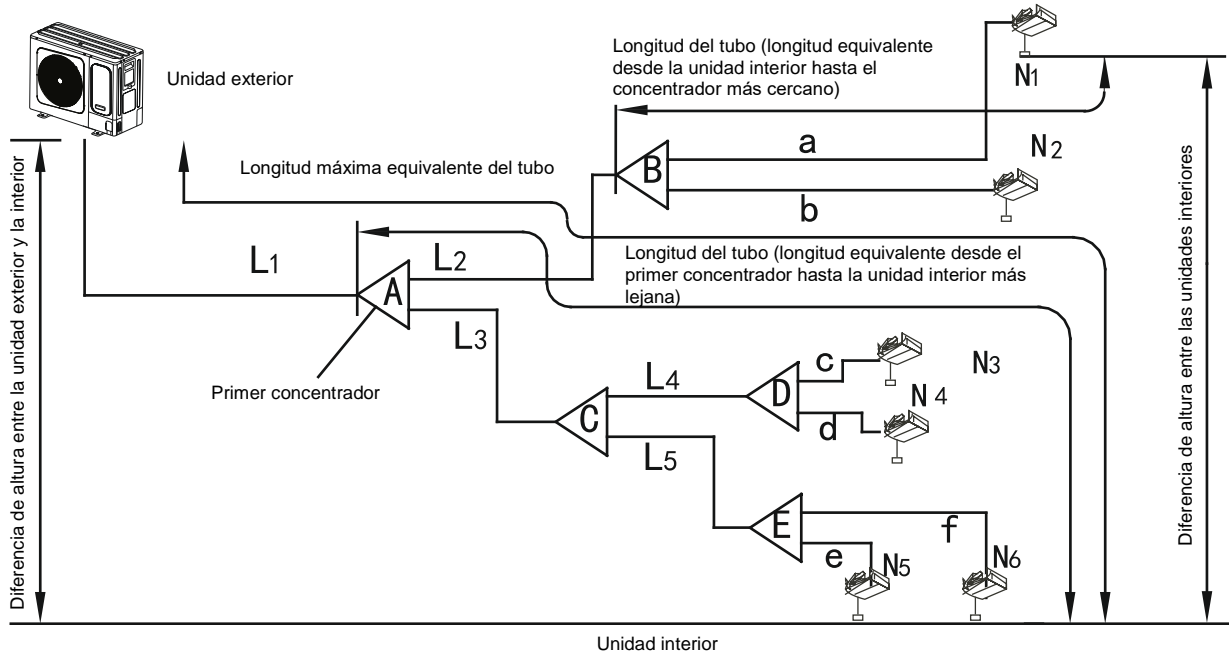 Unidad exterior
Longitud del tubo (longitud equivalente
desde la unidad interior hasta el
concentrador más cercano)
N1
a
N2
B
b
Longitud máxima equivalente del tubo
Longitud del tubo (longitud equivalente desde el
primer concentrador hasta la unidad interior más
lejana)
L1
L2
A
L3
Primer concentrador
c
N3
L4
D
N4
C
d
L5
E
f
e
N5
N6
Unidad interior
Diferencia de altura entre la unidad exterior y la interior
Diferencia de altura entre las unidades interiores